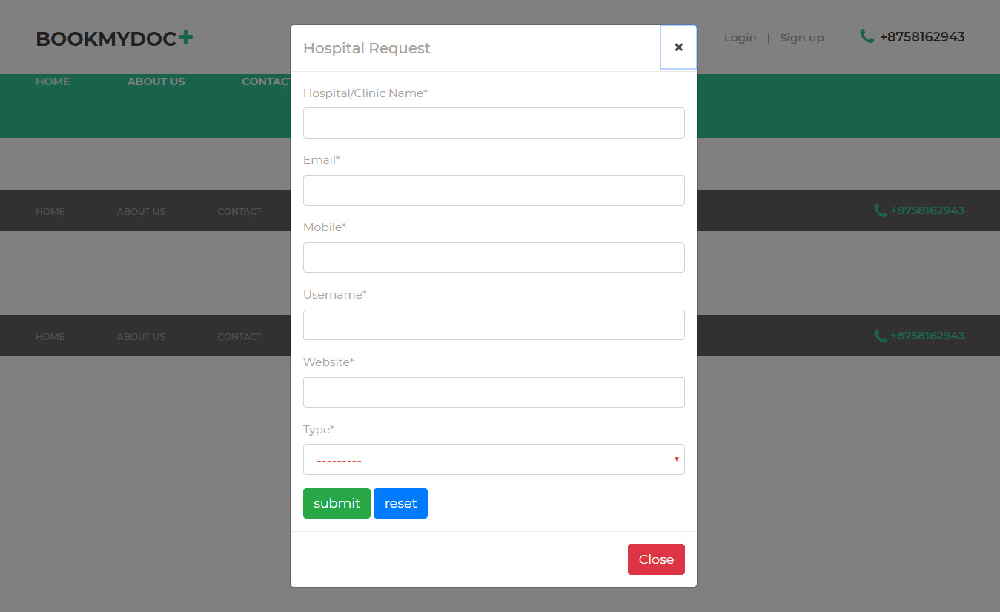 BOOKMYDOC+
Login | Sign up
+8758162943
Hospital Request
×
HOME
ABOUT US
CONTACT
Hospital/Clinic Name*
Email*
HOME
ABOUT US
CONTACT
+8758162943
Mobile*
Username*
HOME
ABOUT US
CONTACT
+8758162943
Website*
Type*
---------
submit
reset
Close